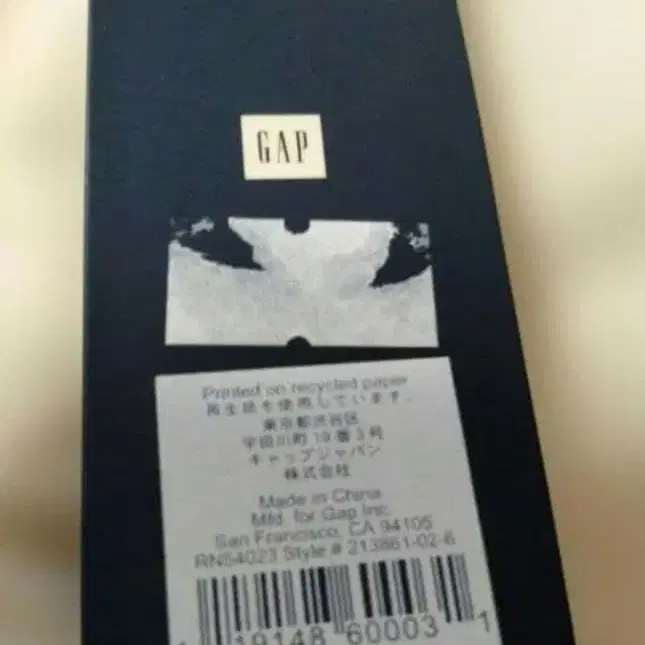 GAP
Printed on recycled paper
再生紙を使用しています。
東京都渋谷区
宇田川町19番3号
ギャップジャパン
株式会社
Made in China
Mfd. for Gap Inc.
San Francisco, CA 94105
RN54023 Style # 213861-02-6
1 19148 60003 1